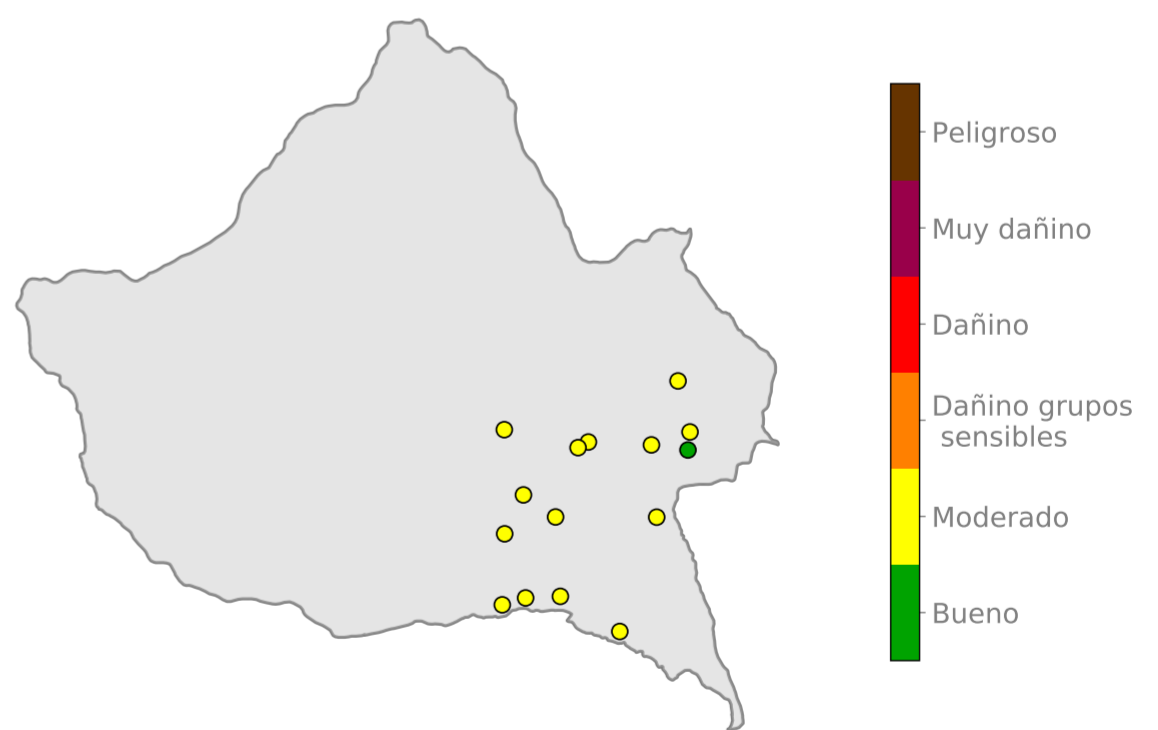 Peligroso
Muy dañino
Dañino
Dañino grupos
sensibles
Moderado
Bueno